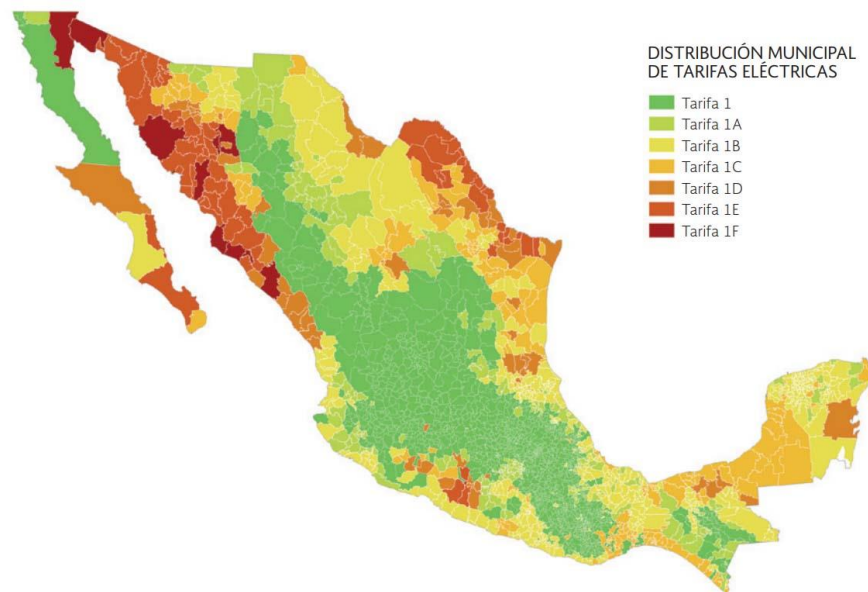 DISTRIBUCIÓN MUNICIPAL
DE TARIFAS ELÉCTRICAS
Tarifa 1
Tarifa 1A
Tarifa 1B
Tarifa 1C
Tarifa 1D
Tarifa 1E
Tarifa 1F